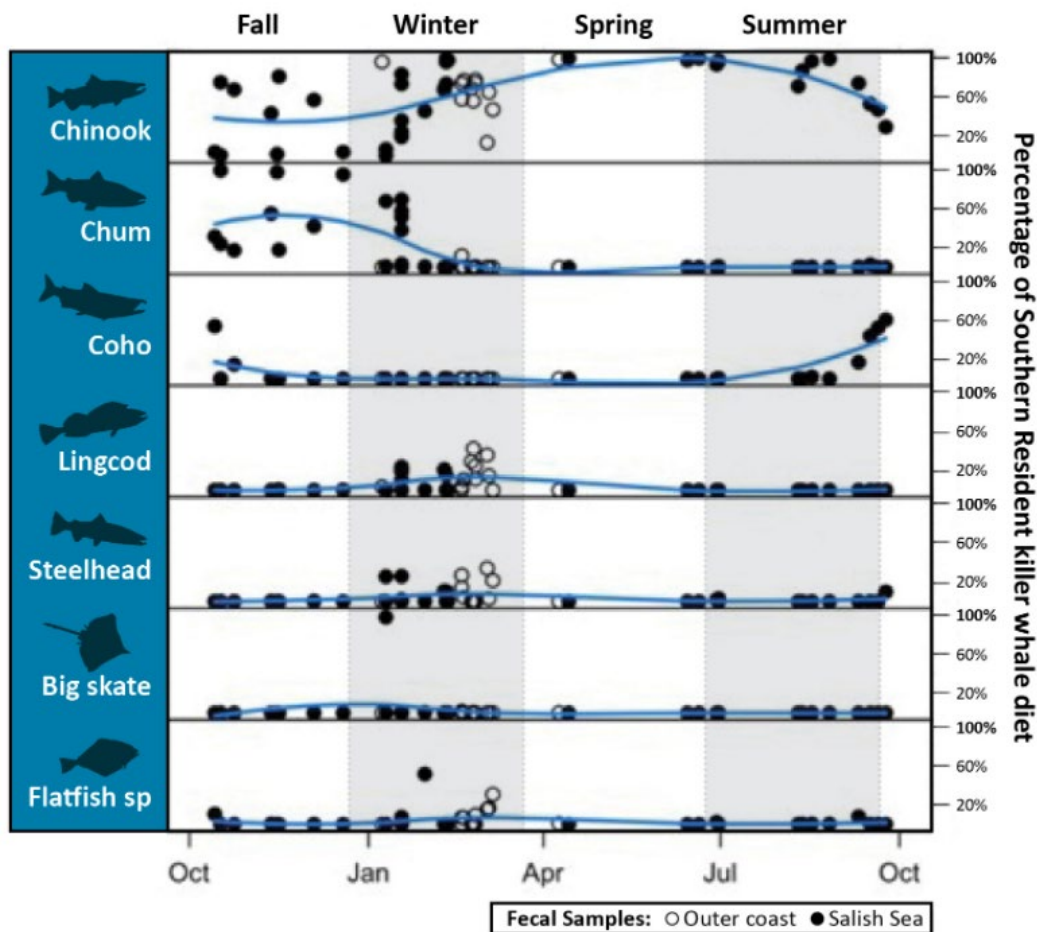 Fall Winter Spring Summer
Chinook
100%
60%
20%
Chum
100%
60%
20%
Coho
100%
60%
20%
Lingcod
100%
60%
20%
Steelhead
100%
60%
20%
Big skate
100%
60%
20%
Flatfish sp
100%
60%
20%
Percentage of Southern Resident killer whale diet
Oct Jan Apr Jul Oct
Fecal Samples: Outer coast Salish Sea